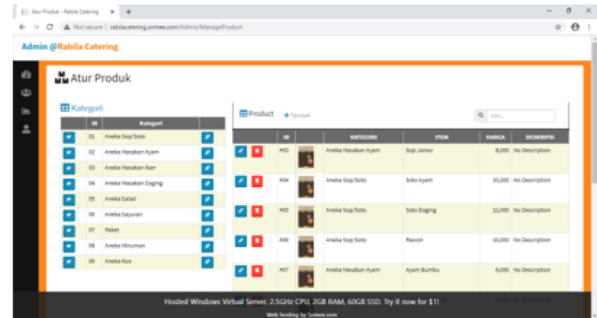 Atur Produk - Rabila Catering
Not secure | rabilacatering.somee.com/Admin/ManageProduct
Admin @Rabila Catering
Atur Produk
Kategori
ID Kategori
01 Aneka Sop/Soto
02 Aneka Masakan Ayam
03 Aneka Masakan Ikan
04 Aneka Masakan Daging
05 Aneka Salad
06 Aneka Sayuran
07 Paket
08 Aneka Minuman
09 Aneka Kue
Product + Tambah
Cari...
ID KATEGORI ITEM HARGA DESKRIPSI
#03 Aneka Masakan Ayam Sop Jamur 8,000 No Description
#04 Aneka Sop/Soto Soto Ayam 10,000 No Description
#05 Aneka Sop/Soto Soto Daging 12,000 No Description
#06 Aneka Sop/Soto Rawon 10,000 No Description
#07 Aneka Masakan Ayam Ayam Bumbu 9,000 No Description
Hosted Windows Virtual Server. 2.5GHz CPU, 2GB RAM, 60GB SSD. Try it now for $1!
Web hosting by Somee.com